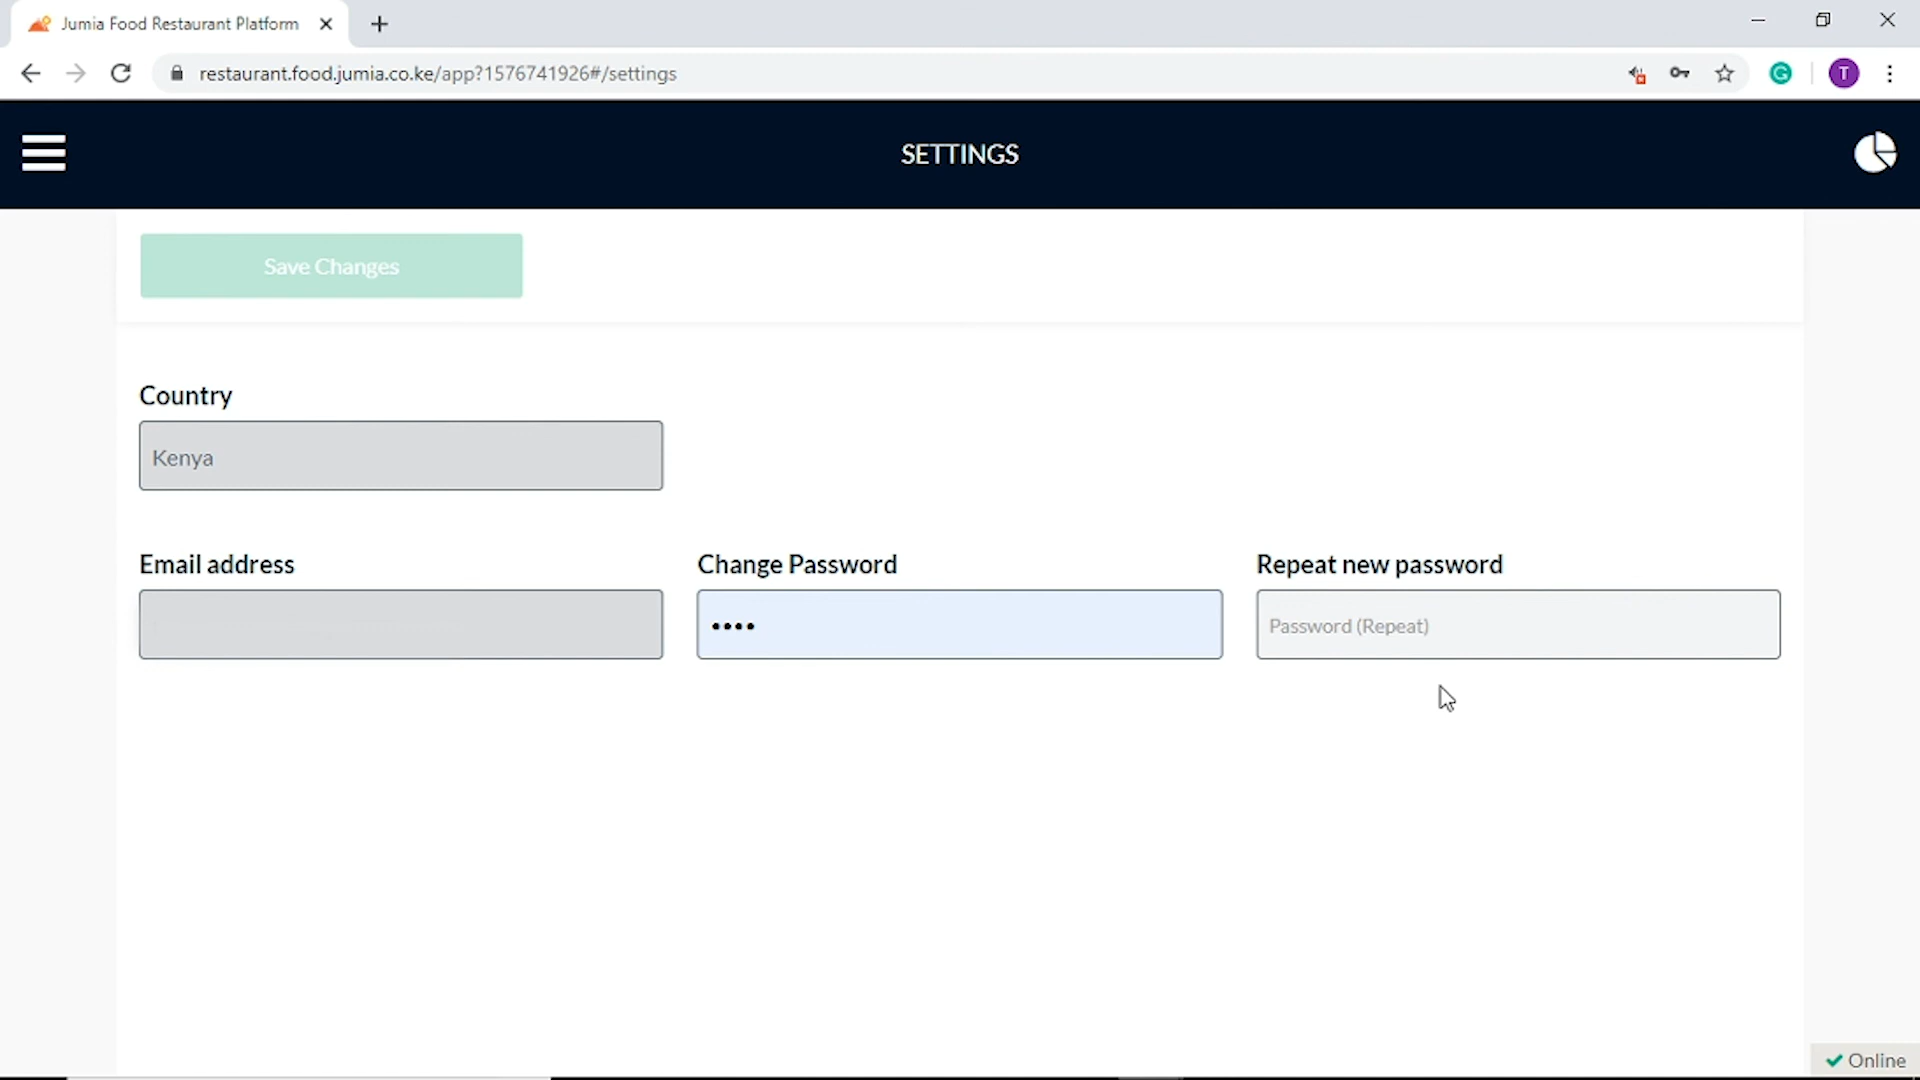 Jumia Food Restaurant Platform
restaurant.food.jumia.co.ke/app?1576741926#/settings
T
SETTINGS
Save Changes
Country
Kenya
Email address
Change Password
Repeat new password
••••
Password (Repeat)
Online